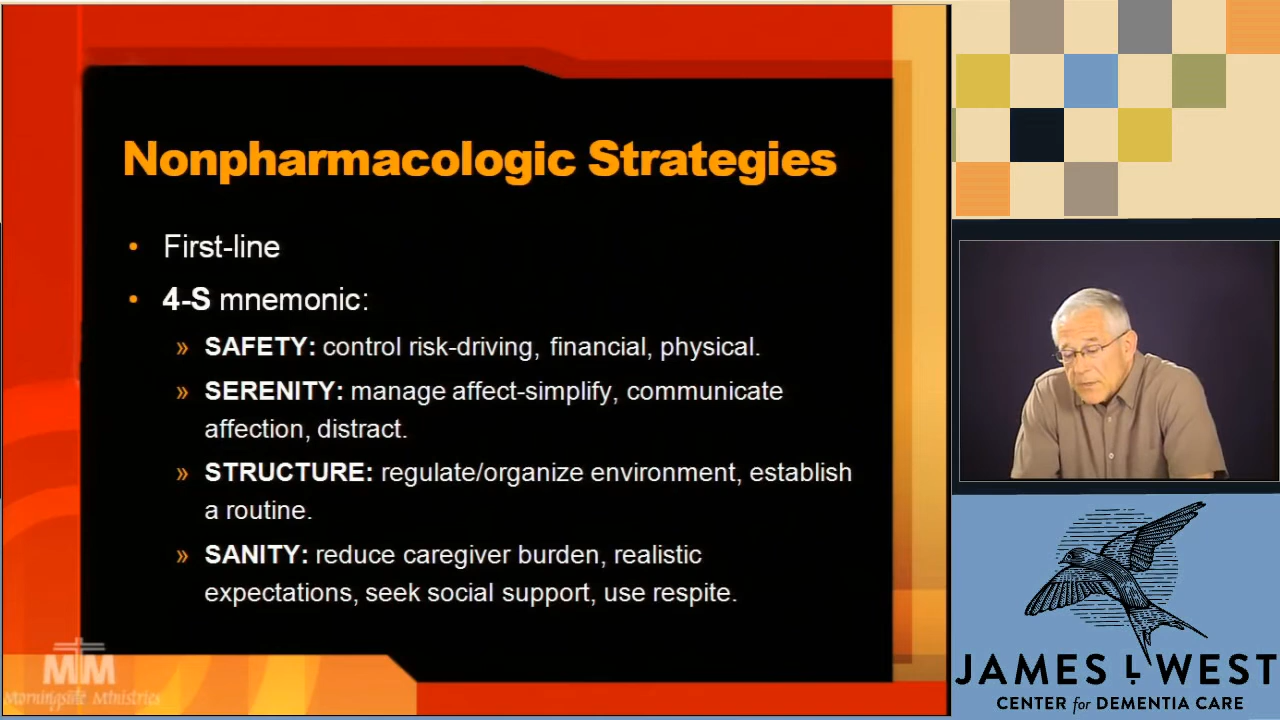 Nonpharmacologic Strategies
• First-line
• 4-S mnemonic:
» SAFETY: control risk-driving, financial, physical.
» SERENITY: manage affect-simplify, communicate
affection, distract.
» STRUCTURE: regulate/organize environment, establish
a routine.
» SANITY: reduce caregiver burden, realistic
expectations, seek social support, use respite.
MM
Morningside Ministries
JAMES L WEST
CENTER for DEMENTIA CARE